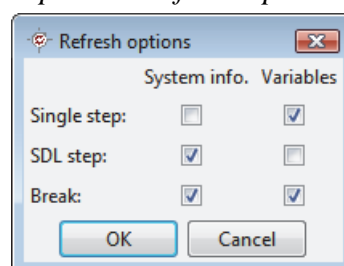 Refresh options
System info. Variables
Single step:
SDL step:
Break:
OK Cancel